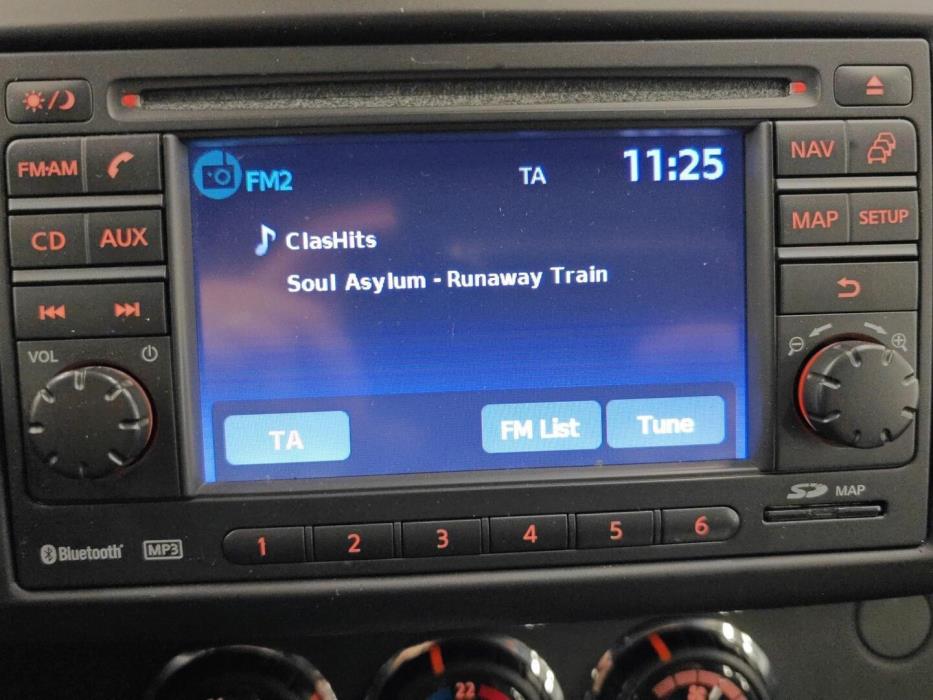 FM2 TA 11:25
ClasHits
Soul Asylum - Runaway Train
TA FM List Tune
FM·AM
CD AUX
VOL
NAV
MAP SETUP
SD MAP
Bluetooth MP3
1 2 3 4 5 6
22